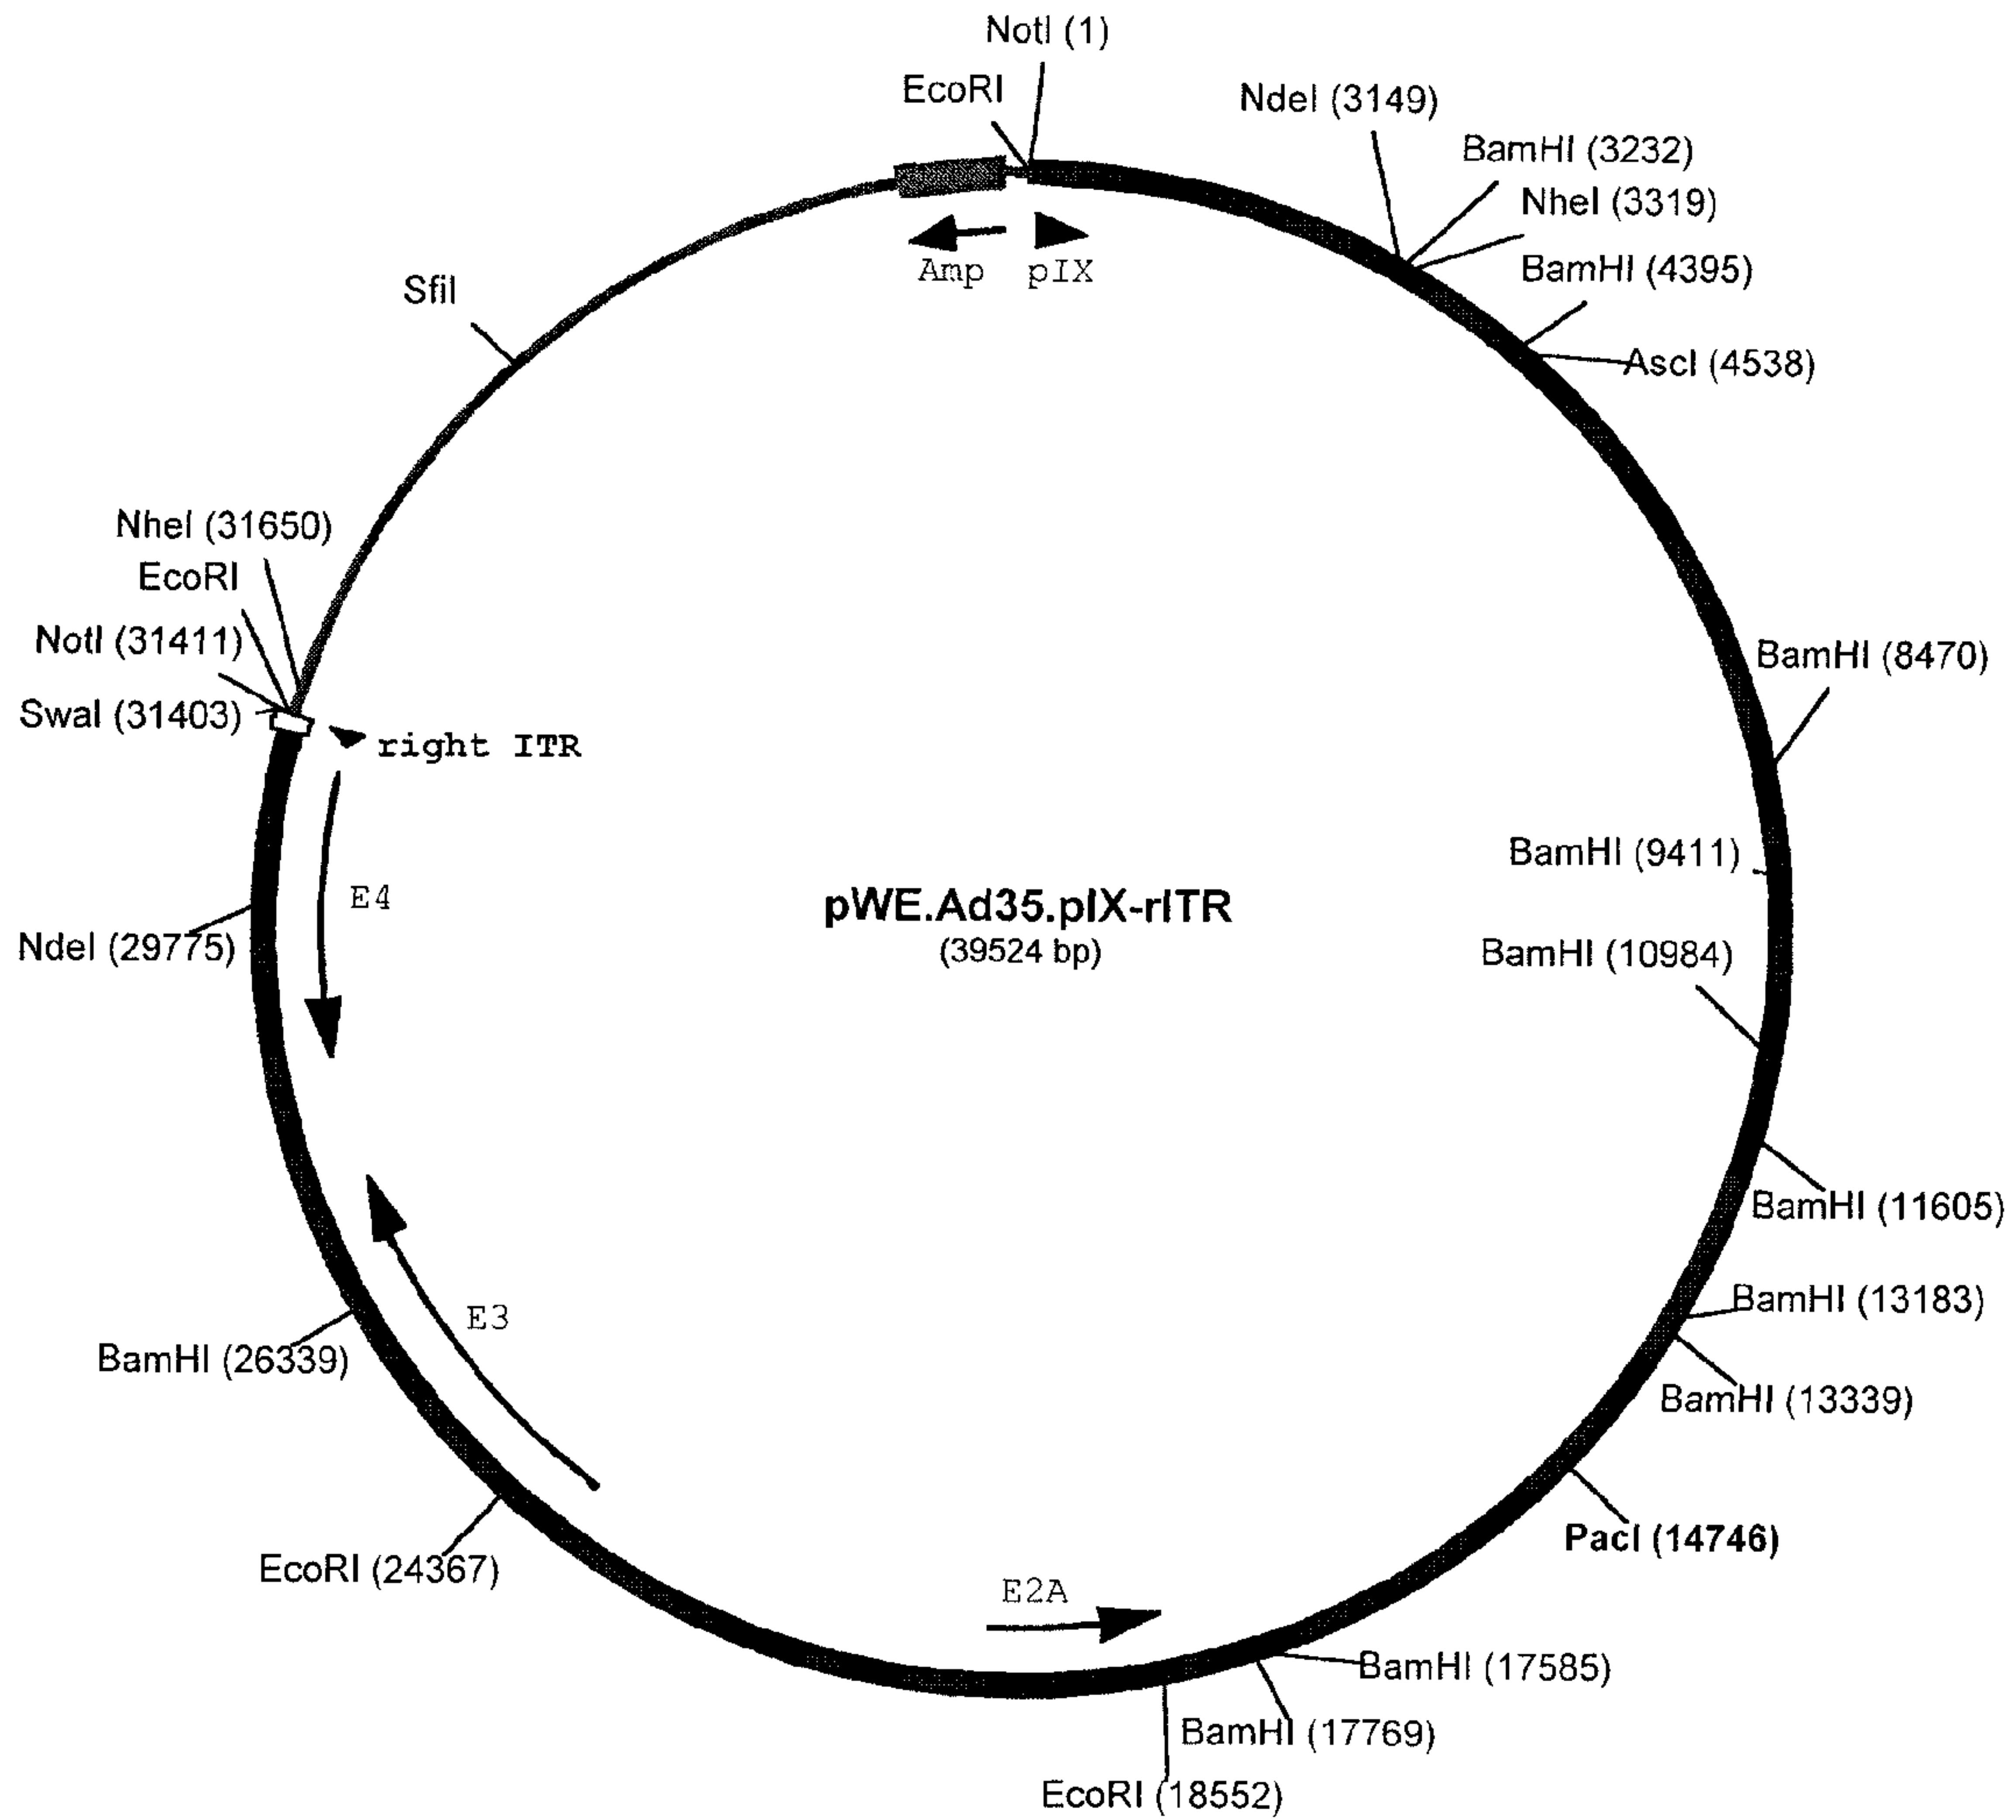 NotI (1)
EcoRI
NdeI (3149)
BamHI (3232)
NheI (3319)
BamHI (4395)
AscI (4538)
Amp
pIX
SfiI
NheI (31650)
EcoRI
NotI (31411)
SwaI (31403)
right ITR
BamHI (8470)
BamHI (9411)
E4
pWE.Ad35.pIX-rITR
(39524 bp)
NdeI (29775)
BamHI (10984)
BamHI (11605)
BamHI (13183)
E3
BamHI (26339)
BamHI (13339)
PacI (14746)
EcoRI (24367)
E2A
BamHI (17585)
BamHI (17769)
EcoRI (18552)